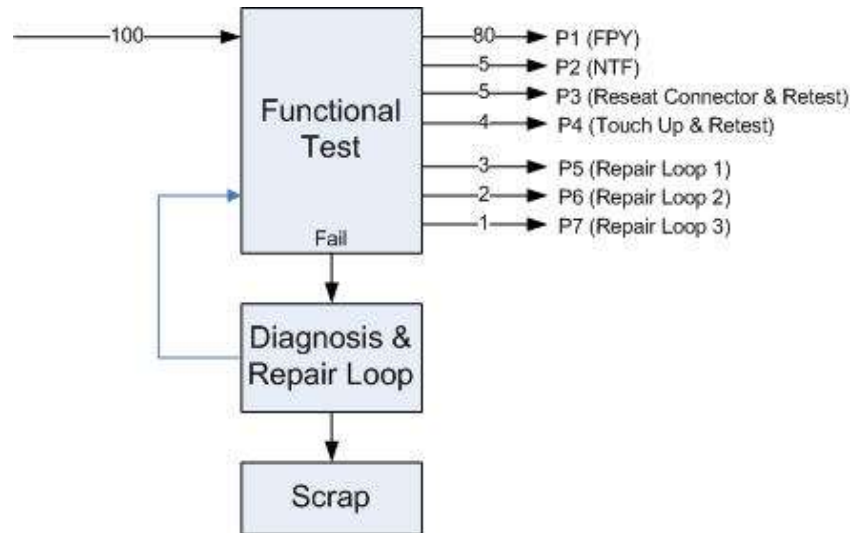 100
Functional
Test
Fail
80 P1 (FPY)
5 P2 (NTF)
5 P3 (Reseat Connector & Retest)
4 P4 (Touch Up & Retest)
3 P5 (Repair Loop 1)
2 P6 (Repair Loop 2)
1 P7 (Repair Loop 3)
Diagnosis &
Repair Loop
Scrap